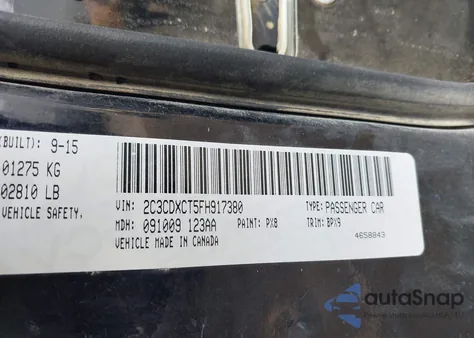 (BUILT): 9-15
01275 KG
02810 LB
VEHICLE SAFETY,
VIN: 2C3CDXCT5FH917380
TYPE: PASSENGER CAR
MDH: 091009 123AA
PAINT: PX8
TRIM: BPX9
VEHICLE MADE IN CANADA
4658843
autoSnap